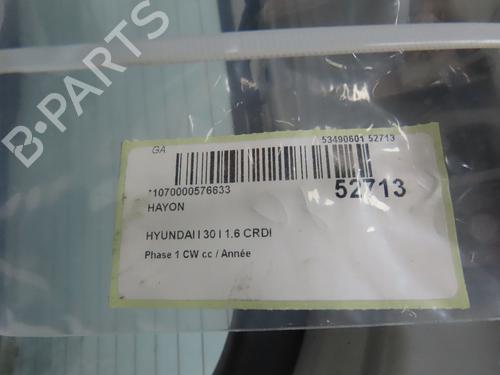 B-PARTS
GA
53490601 52713
*1070000576633
52713
HAYON
HYUNDAI I 30 I 1.6 CRDI
Phase 1 CW cc / Année